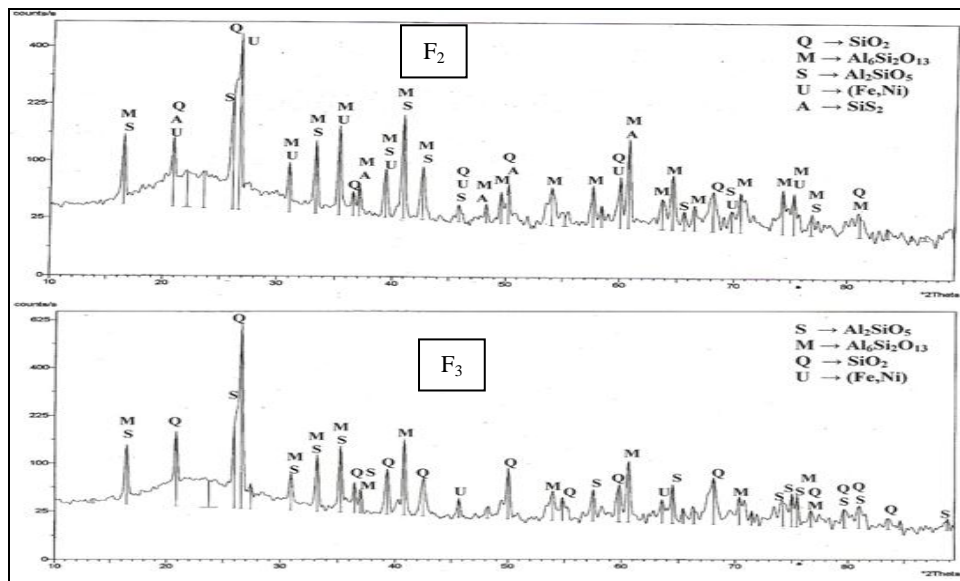 counts/s
F₂
Q → SiO₂
M → Al₆Si₂O₁₃
S → Al₂SiO₅
U → (Fe,Ni)
A → SiS₂
400
225
100
25
0
M
S
Q
A
U
S
Q
U
M
U
M
S
M
U
Q
M
A
M
S
U
M
S
M
S
Q
U
S
M
A
M
Q
A
M
M
Q
U
M
A
M
M
S
M
Q
S
U
M
M
M
U
M
S
Q
M
10 20 30 40 50 60 70 80
°2Theta
counts/s
F₃
S → Al₂SiO₅
M → Al₆Si₂O₁₃
Q → SiO₂
U → (Fe,Ni)
625
400
225
100
25
0
M
S
Q
S
Q
M
S
M
S
M
S
Q
S
M
Q
M
Q
U
Q
M
Q
S
Q
M
U
S
Q
M
S
S
S
M
Q
M
Q
S
Q
S
Q
S
10 20 30 40 50 60 70 80
°2Theta